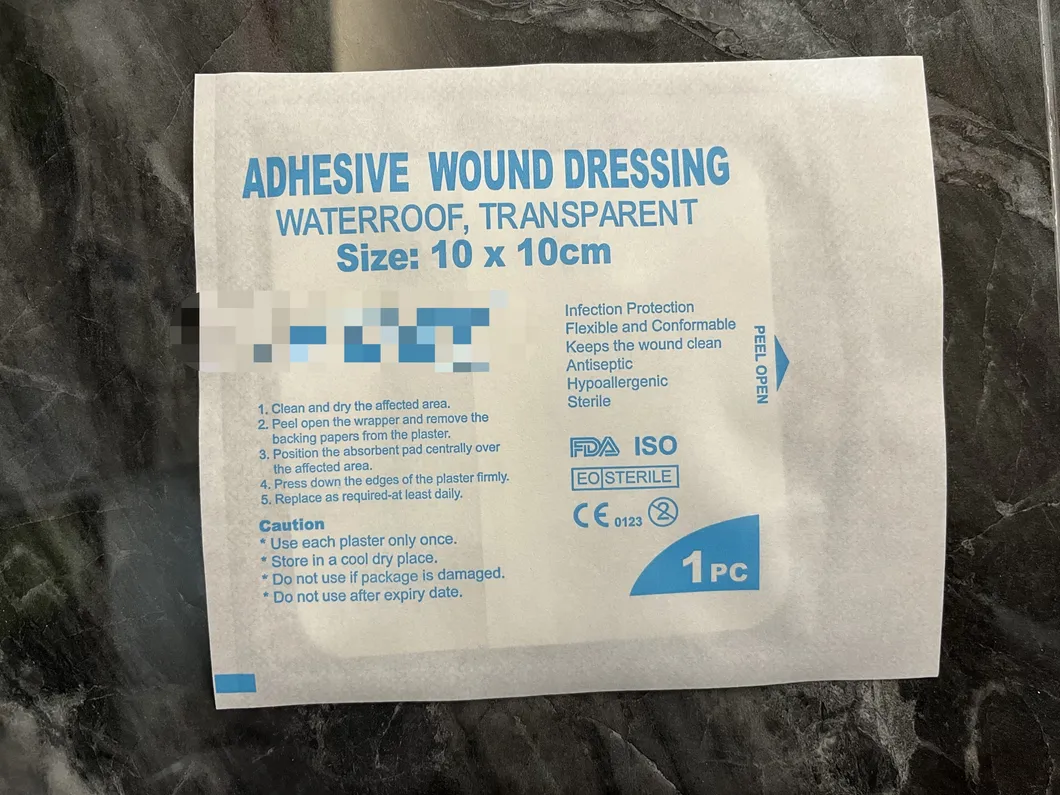 ADHESIVE WOUND DRESSING
WATERROOF, TRANSPARENT
Size: 10 x 10cm
Infection Protection
Flexible and Conformable
Keeps the wound clean
Antiseptic
Hypoallergenic
Sterile
PEEL OPEN
1. Clean and dry the affected area.
2. Peel open the wrapper and remove the
backing papers from the plaster.
3. Position the absorbent pad centrally over
the affected area.
4. Press down the edges of the plaster firmly.
5. Replace as required-at least daily.
Caution
* Use each plaster only once.
* Store in a cool dry place.
* Do not use if package is damaged.
* Do not use after expiry date.
FDA ISO
EO STERILE
CE 0123 2
1 PC